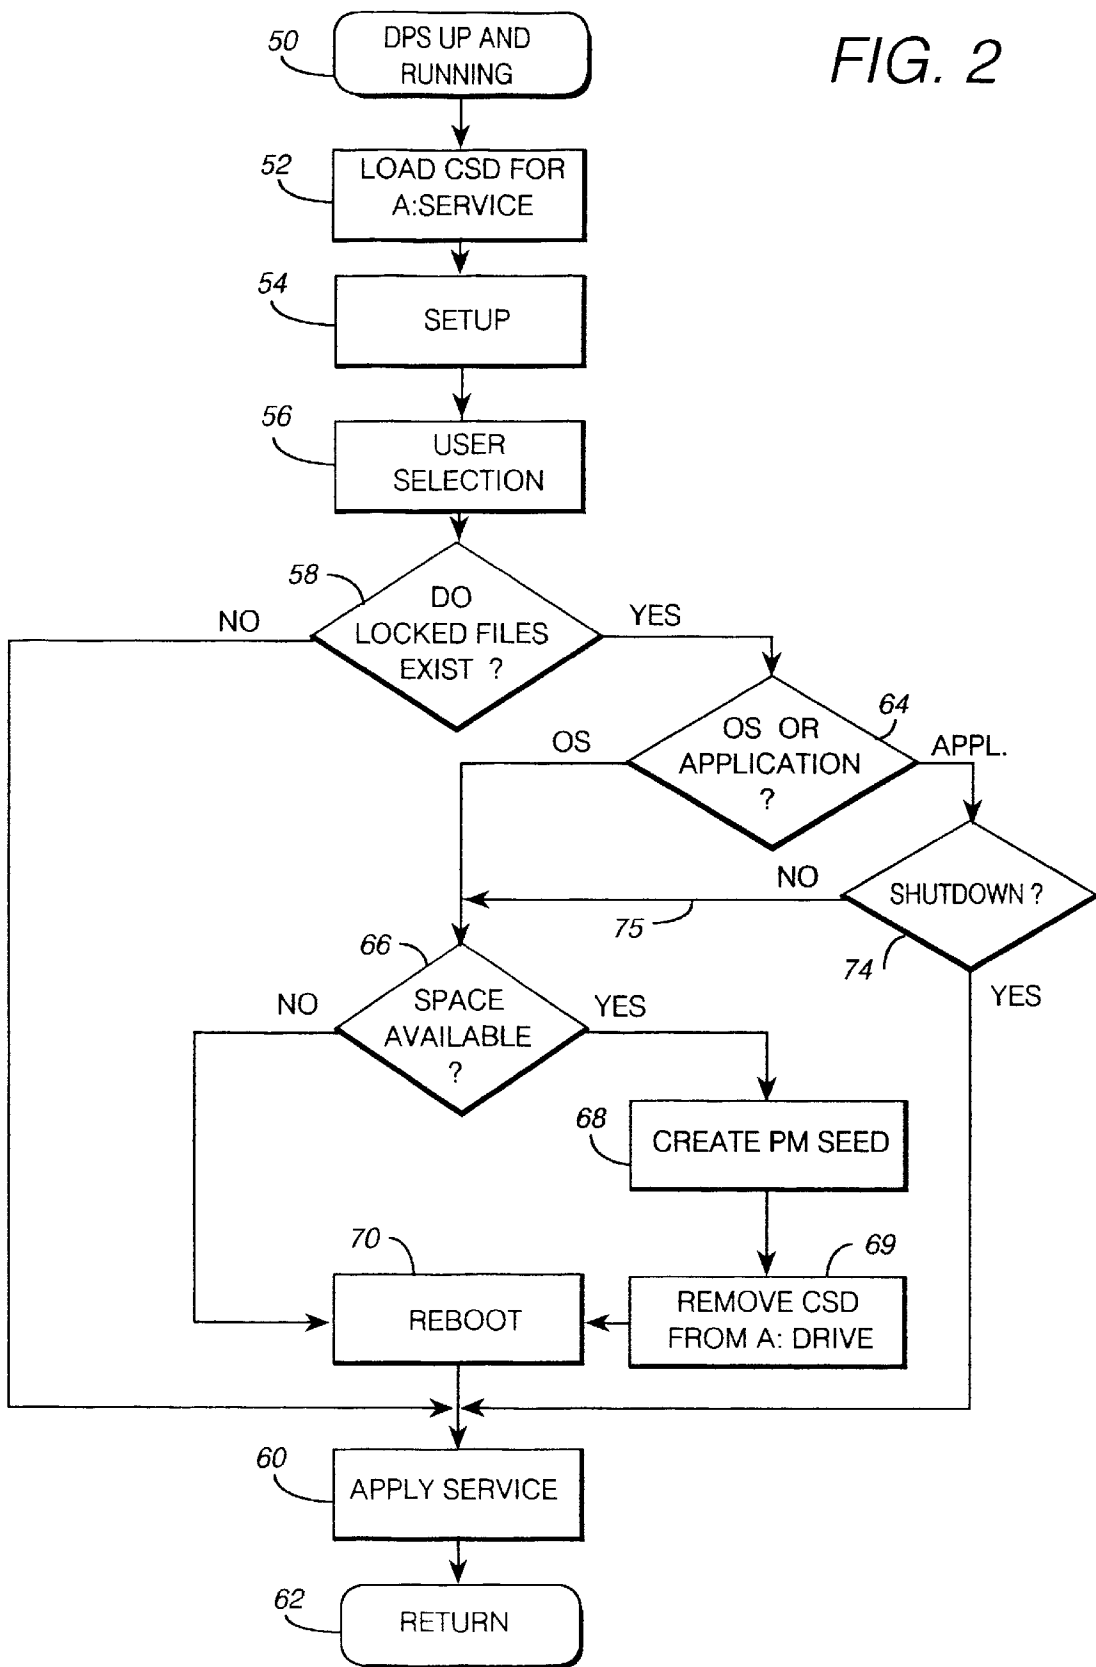 FIG. 2
50
DPS UP AND
RUNNING
52
LOAD CSD FOR
A:SERVICE
54
SETUP
56
USER
SELECTION
58
DO
LOCKED FILES
EXIST ?
NO
YES
64
OS OR
APPLICATION
?
OS
APPL.
SHUTDOWN ?
NO
75
74
YES
66
SPACE
AVAILABLE
?
NO
YES
68
CREATE PM SEED
70
REBOOT
69
REMOVE CSD
FROM A: DRIVE
60
APPLY SERVICE
62
RETURN